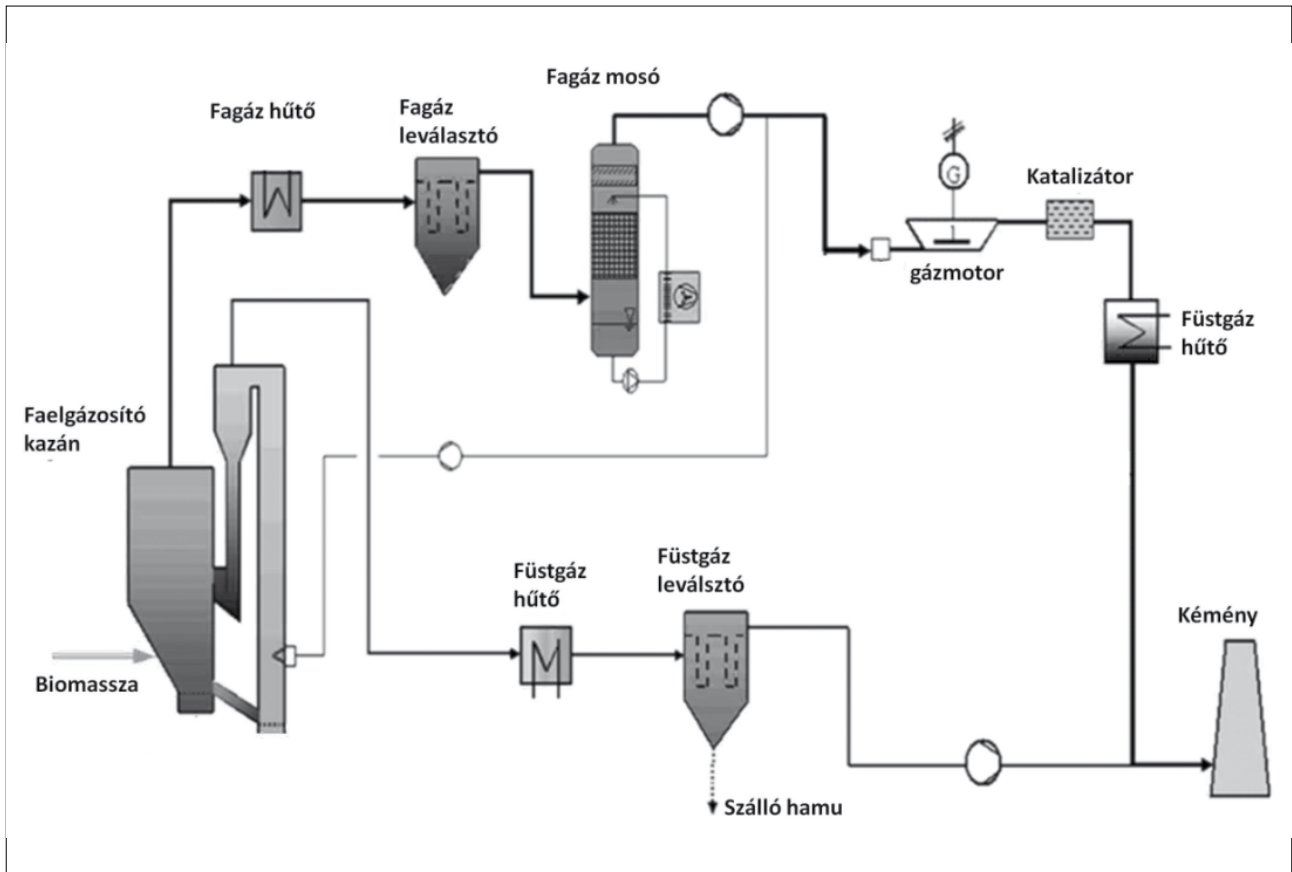 Fagáz mosó
Fagáz hűtő
Fagáz
leválasztó
G
Katalizátor
gázmotor
Füstgáz
hűtő
Faelgázosító
kazán
Füstgáz
hűtő
Füstgáz
leválsztó
Kémény
Biomassza
Szálló hamu